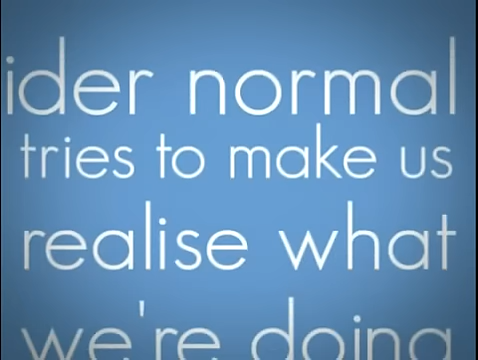 ider normal
tries to make us
realise what
we're doing